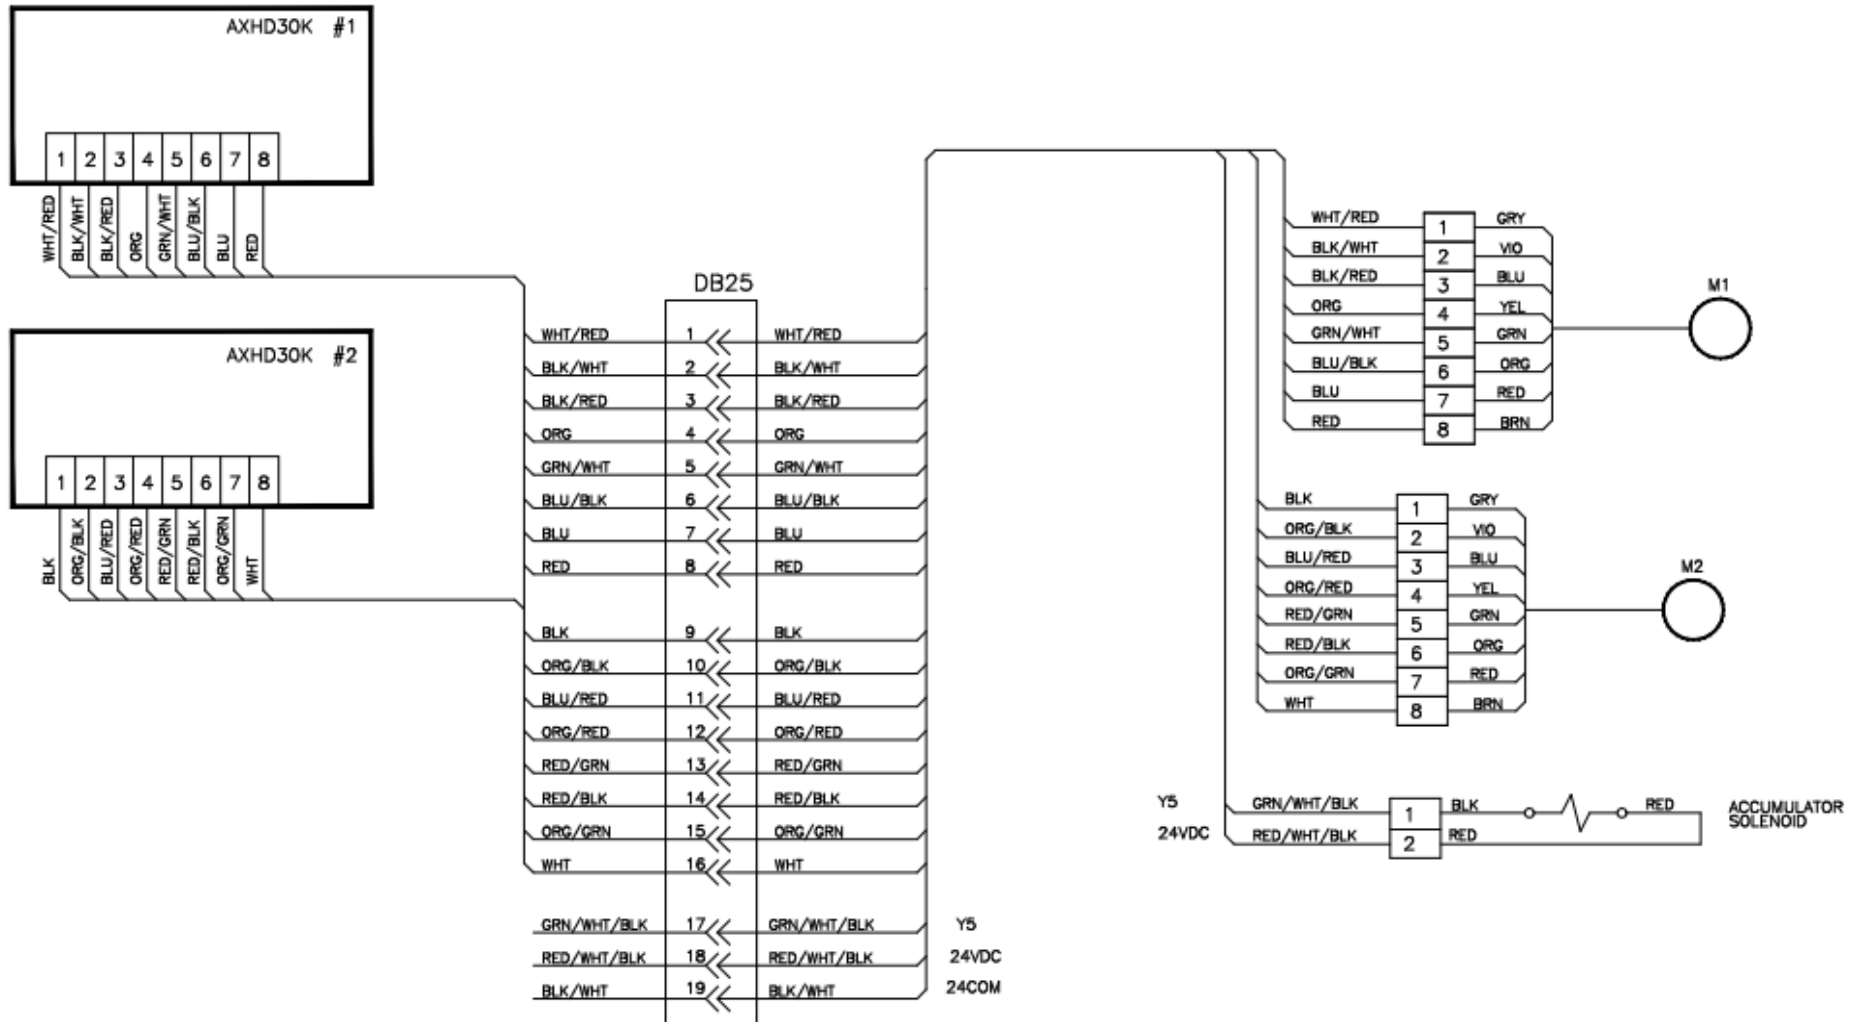 AXHD30K #1
1 2 3 4 5 6 7 8
WHT/RED
BLK/WHT
BLK/RED
ORG
GRN/WHT
BLU/BLK
BLU
RED
AXHD30K #2
1 2 3 4 5 6 7 8
BLK
ORG/BLK
BLU/RED
ORG/RED
RED/GRN
RED/BLK
ORG/GRN
WHT
DB25
WHT/RED 1 WHT/RED
BLK/WHT 2 BLK/WHT
BLK/RED 3 BLK/RED
ORG 4 ORG
GRN/WHT 5 GRN/WHT
BLU/BLK 6 BLU/BLK
BLU 7 BLU
RED 8 RED
BLK 9 BLK
ORG/BLK 10 ORG/BLK
BLU/RED 11 BLU/RED
ORG/RED 12 ORG/RED
RED/GRN 13 RED/GRN
RED/BLK 14 RED/BLK
ORG/GRN 15 ORG/GRN
WHT 16 WHT
GRN/WHT/BLK 17 GRN/WHT/BLK Y5
RED/WHT/BLK 18 RED/WHT/BLK 24VDC
BLK/WHT 19 BLK/WHT 24COM
WHT/RED 1 GRY
BLK/WHT 2 VIO
BLK/RED 3 BLU
ORG 4 YEL
GRN/WHT 5 GRN
BLU/BLK 6 ORG
BLU 7 RED
RED 8 BRN
M1
BLK 1 GRY
ORG/BLK 2 VIO
BLU/RED 3 BLU
ORG/RED 4 YEL
RED/GRN 5 GRN
RED/BLK 6 ORG
ORG/GRN 7 RED
WHT 8 BRN
M2
Y5 GRN/WHT/BLK 1 BLK RED
24VDC RED/WHT/BLK 2 RED
ACCUMULATOR
SOLENOID